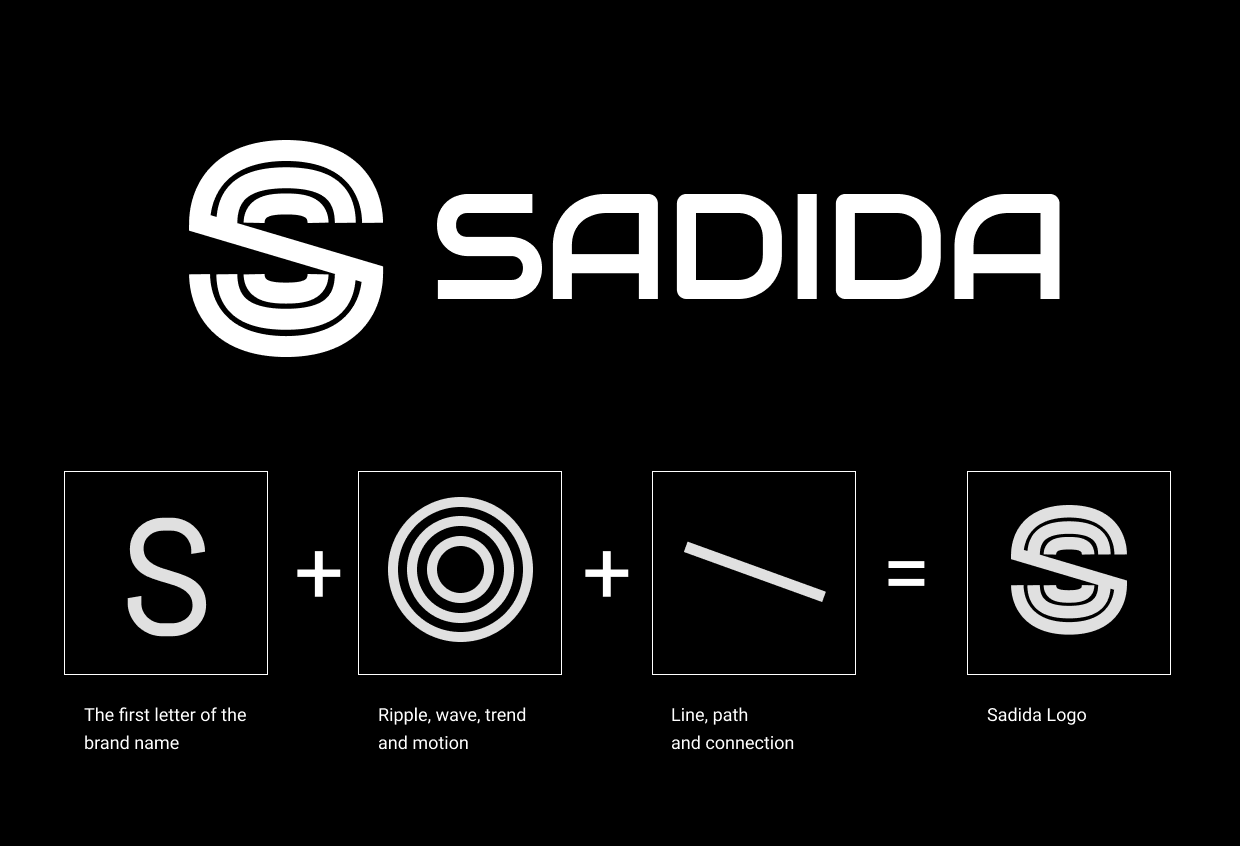 SADIDA
S
+
+
=
The first letter of the
brand name
Ripple, wave, trend
and motion
Line, path
and connection
Sadida Logo